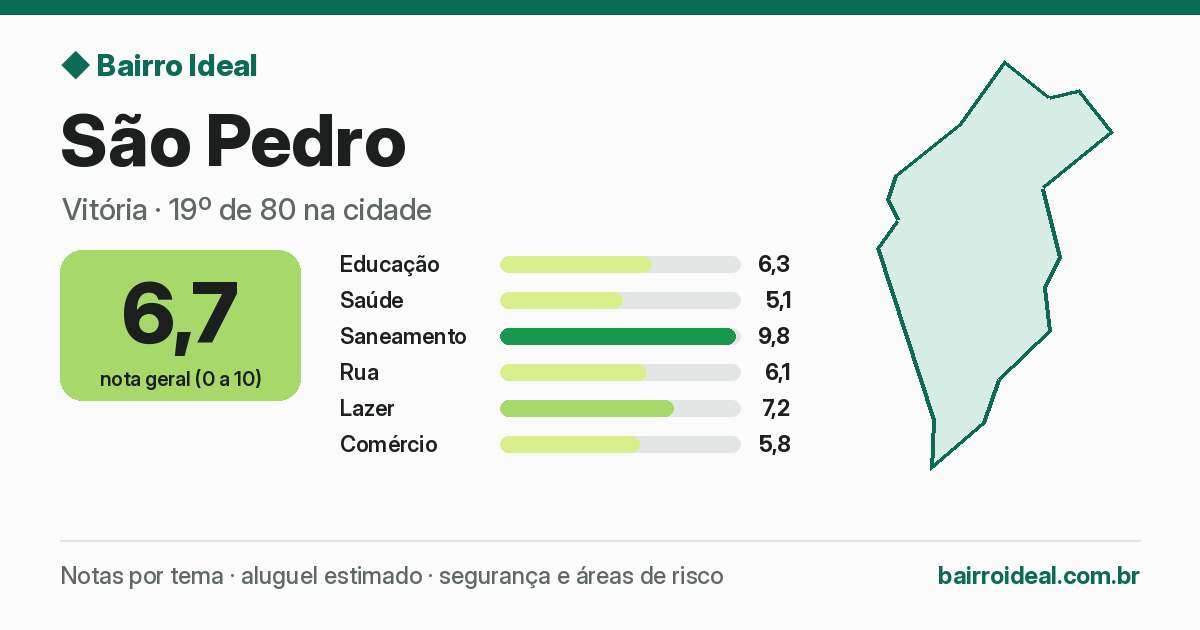 Bairro Ideal
São Pedro
Vitória · 19º de 80 na cidade
6,7
nota geral (0 a 10)
Educação 6,3
Saúde 5,1
Saneamento 9,8
Rua 6,1
Lazer 7,2
Comércio 5,8
Notas por tema · aluguel estimado · segurança e áreas de risco
bairroideal.com.br